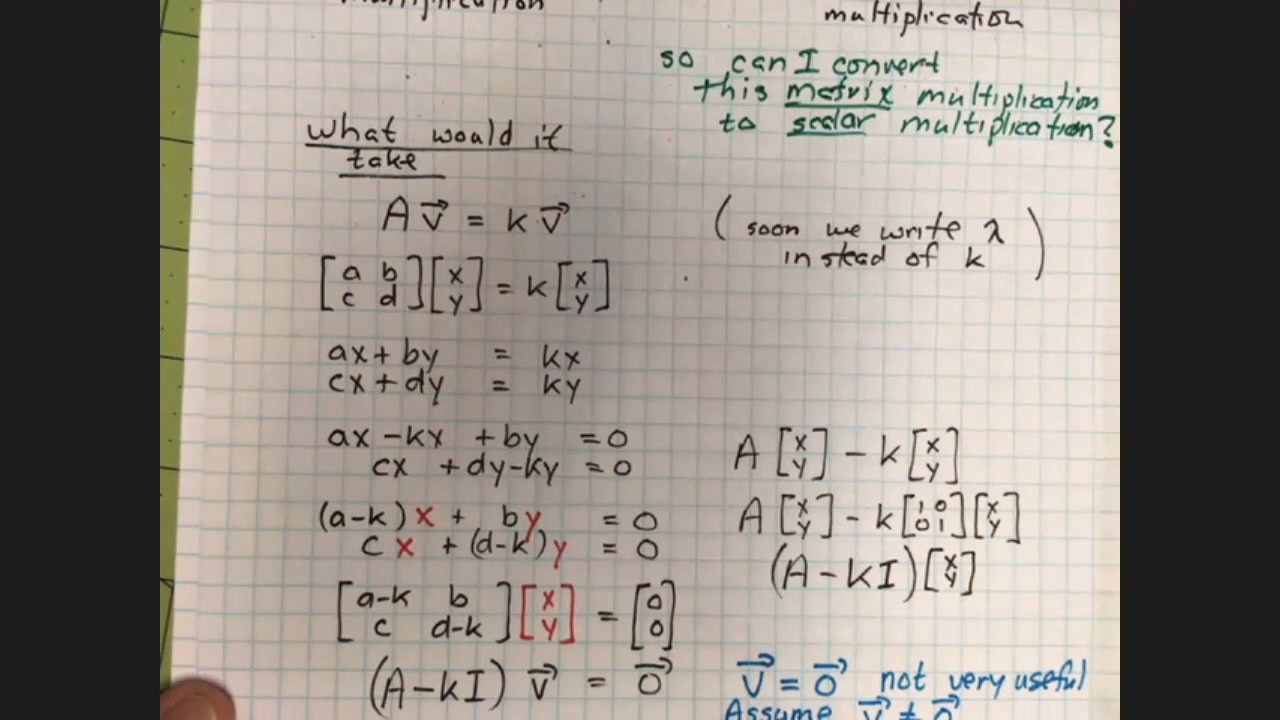 multiplication
multiplication
so can I convert
this matrix multiplication
to scalar multiplication?
what would it
take
A v⃗ = k v⃗
( soon we write λ
instead of k )
[a b; c d] [x; y] = k [x; y]
ax + by = kx
cx + dy = ky
ax - kx + by = 0
cx + dy - ky = 0
A [x; y] - k [x; y]
(a-k) x + by = 0
c x + (d-k) y = 0
A [x; y] - k [1 0; 0 1] [x; y]
(A - kI) [x; y]
[a-k b; c d-k] [x; y] = [0; 0]
(A - kI) v⃗ = 0⃗
v⃗ = 0⃗ not very useful
Assume v⃗ ≠ 0⃗